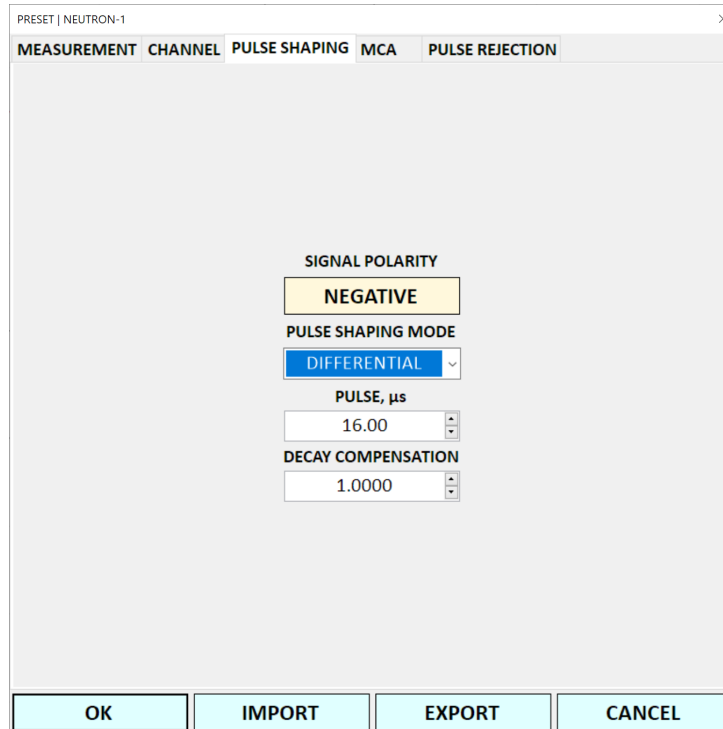 PRESET | NEUTRON-1
MEASUREMENT CHANNEL PULSE SHAPING MCA PULSE REJECTION
SIGNAL POLARITY
NEGATIVE
PULSE SHAPING MODE
DIFFERENTIAL
PULSE, µs
16.00
DECAY COMPENSATION
1.0000
OK IMPORT EXPORT CANCEL